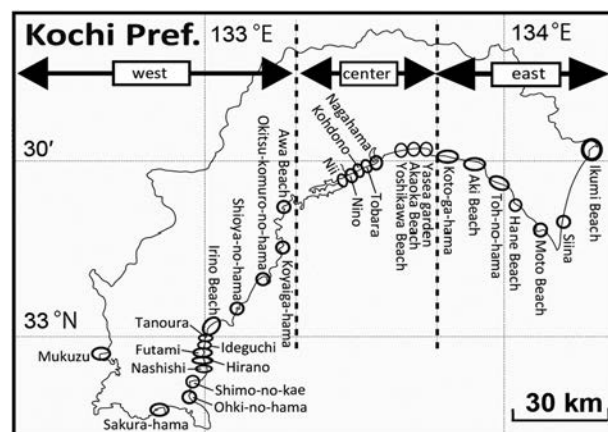 Kochi Pref.
133 °E
134°E
west
center
east
30′
Awa Beach
Okitsu-komuro-no-hama
Shioya-no-hama
Irino Beach
Koyaiga-hama
Nagahama
Kohdono
Nii
Nino
Tobara
Yoshikawa Beach
Akaoka Beach
Yasea garden
Koto-ga-hama
Aki Beach
Toh-no-hama
Hane Beach
Moto Beach
Siina
Ikumi Beach
33 °N
Tanoura
Ideguchi
Mukuzu
Futami
Hirano
Nashishi
Shimo-no-kae
Ohki-no-hama
Sakura-hama
30 km